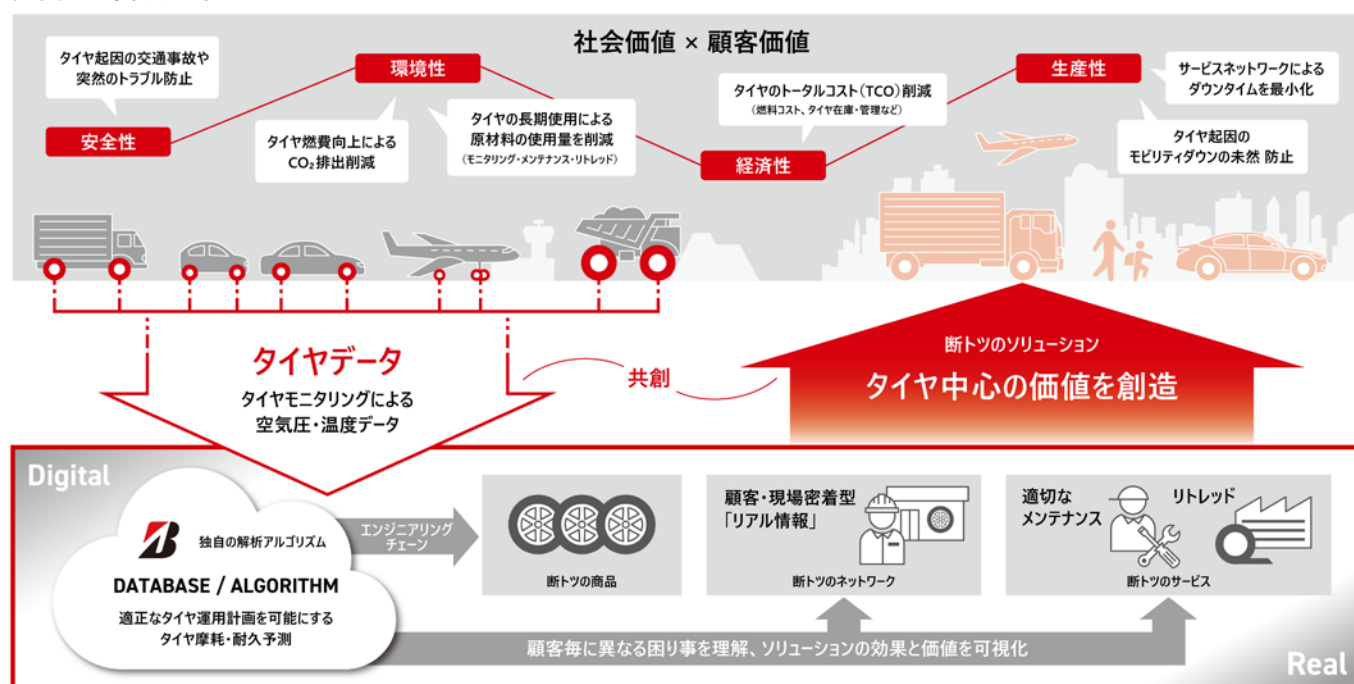 社会価値 × 顧客価値
タイヤ起因の交通事故や
突然のトラブル防止
安全性
環境性
タイヤ燃費向上による
CO₂排出削減
タイヤの長期使用による
原材料の使用量を削減
(モニタリング・メンテナンス・リトレッド)
タイヤのトータルコスト(TCO)削減
(燃料コスト、タイヤ在庫・管理など)
経済性
生産性
サービスネットワークによる
ダウンタイムを最小化
タイヤ起因の
モビリティダウンの未然 防止
タイヤデータ
タイヤモニタリングによる
空気圧・温度データ
共創
断トツのソリューション
タイヤ中心の価値を創造
Digital
独自の解析アルゴリズム
DATABASE / ALGORITHM
適正なタイヤ運用計画を可能にする
タイヤ摩耗・耐久予測
エンジニアリング
チェーン
断トツの商品
顧客・現場密着型
「リアル情報」
断トツのネットワーク
適切な
メンテナンス
リトレッド
断トツのサービス
顧客毎に異なる困り事を理解、ソリューションの効果と価値を可視化
Real